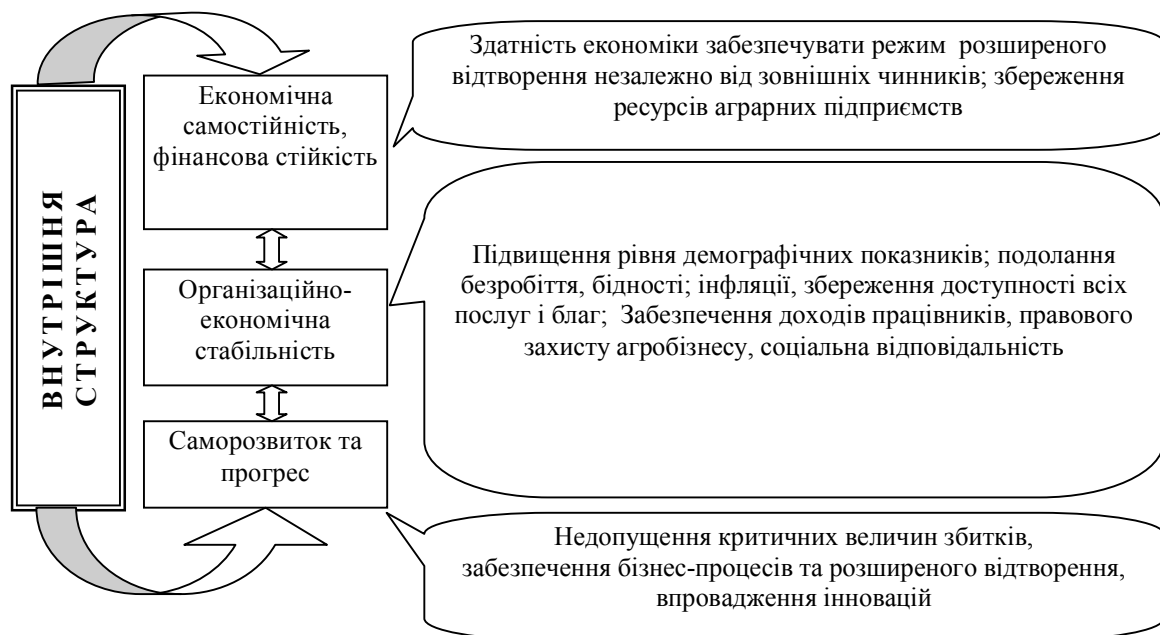 ВНУТРІШНЯ
СТРУКТУРА
Економічна
самостійність,
фінансова стійкість
Здатність економіки забезпечувати режим розширеного
відтворення незалежно від зовнішніх чинників; збереження
ресурсів аграрних підприємств
Організаційно-
економічна
стабільність
Підвищення рівня демографічних показників; подолання
безробіття, бідності; інфляції, збереження доступності всіх
послуг і благ; Забезпечення доходів працівників, правового
захисту агробізнесу, соціальна відповідальність
Саморозвиток та
прогрес
Недопущення критичних величин збитків,
забезпечення бізнес-процесів та розширеного відтворення,
впровадження інновацій